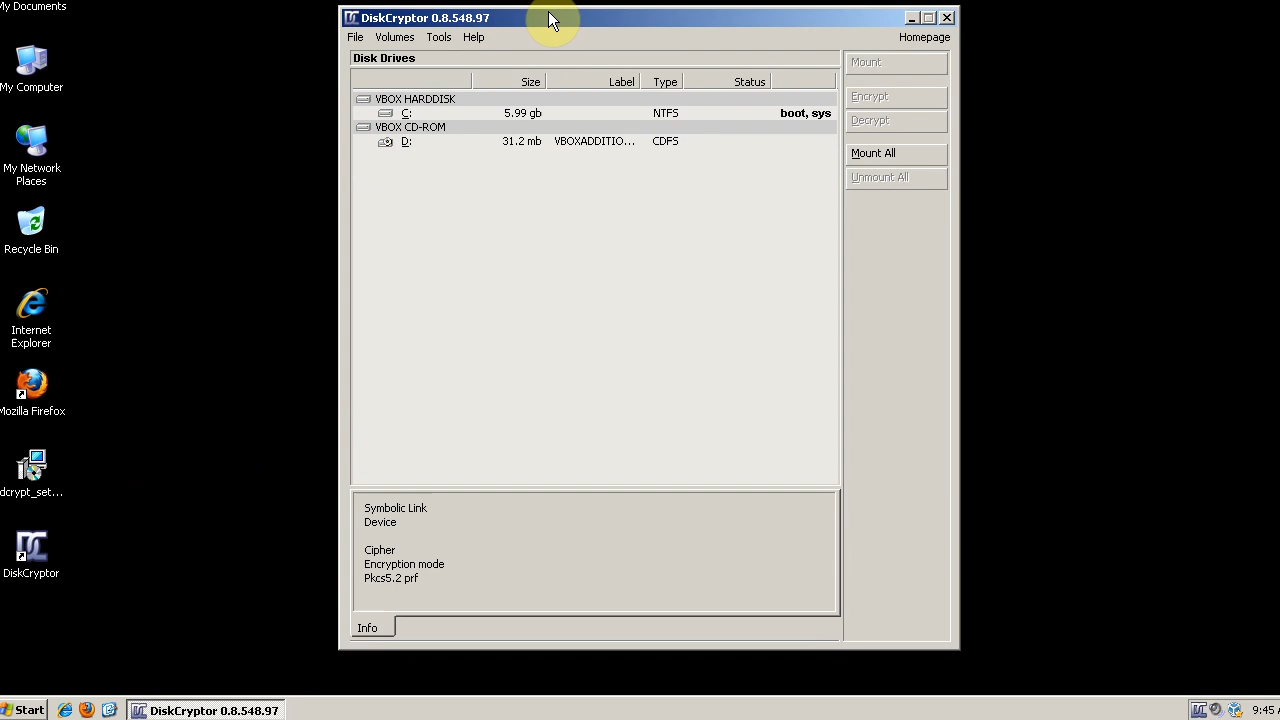 My Documents
My Computer
My Network
Places
Recycle Bin
Internet
Explorer
Mozilla Firefox
dcrypt_set...
DiskCryptor
DiskCryptor 0.8.548.97
File Volumes Tools Help Homepage
Disk Drives
Size Label Type Status
VBOX HARDDISK
C: 5.99 gb NTFS boot, sys
VBOX CD-ROM
D: 31.2 mb VBOXADDITIO... CDFS
Mount
Encrypt
Decrypt
Mount All
Unmount All
Symbolic Link
Device
Cipher
Encryption mode
Pkcs5.2 prf
Info
Start DiskCryptor 0.8.548.97 9:45